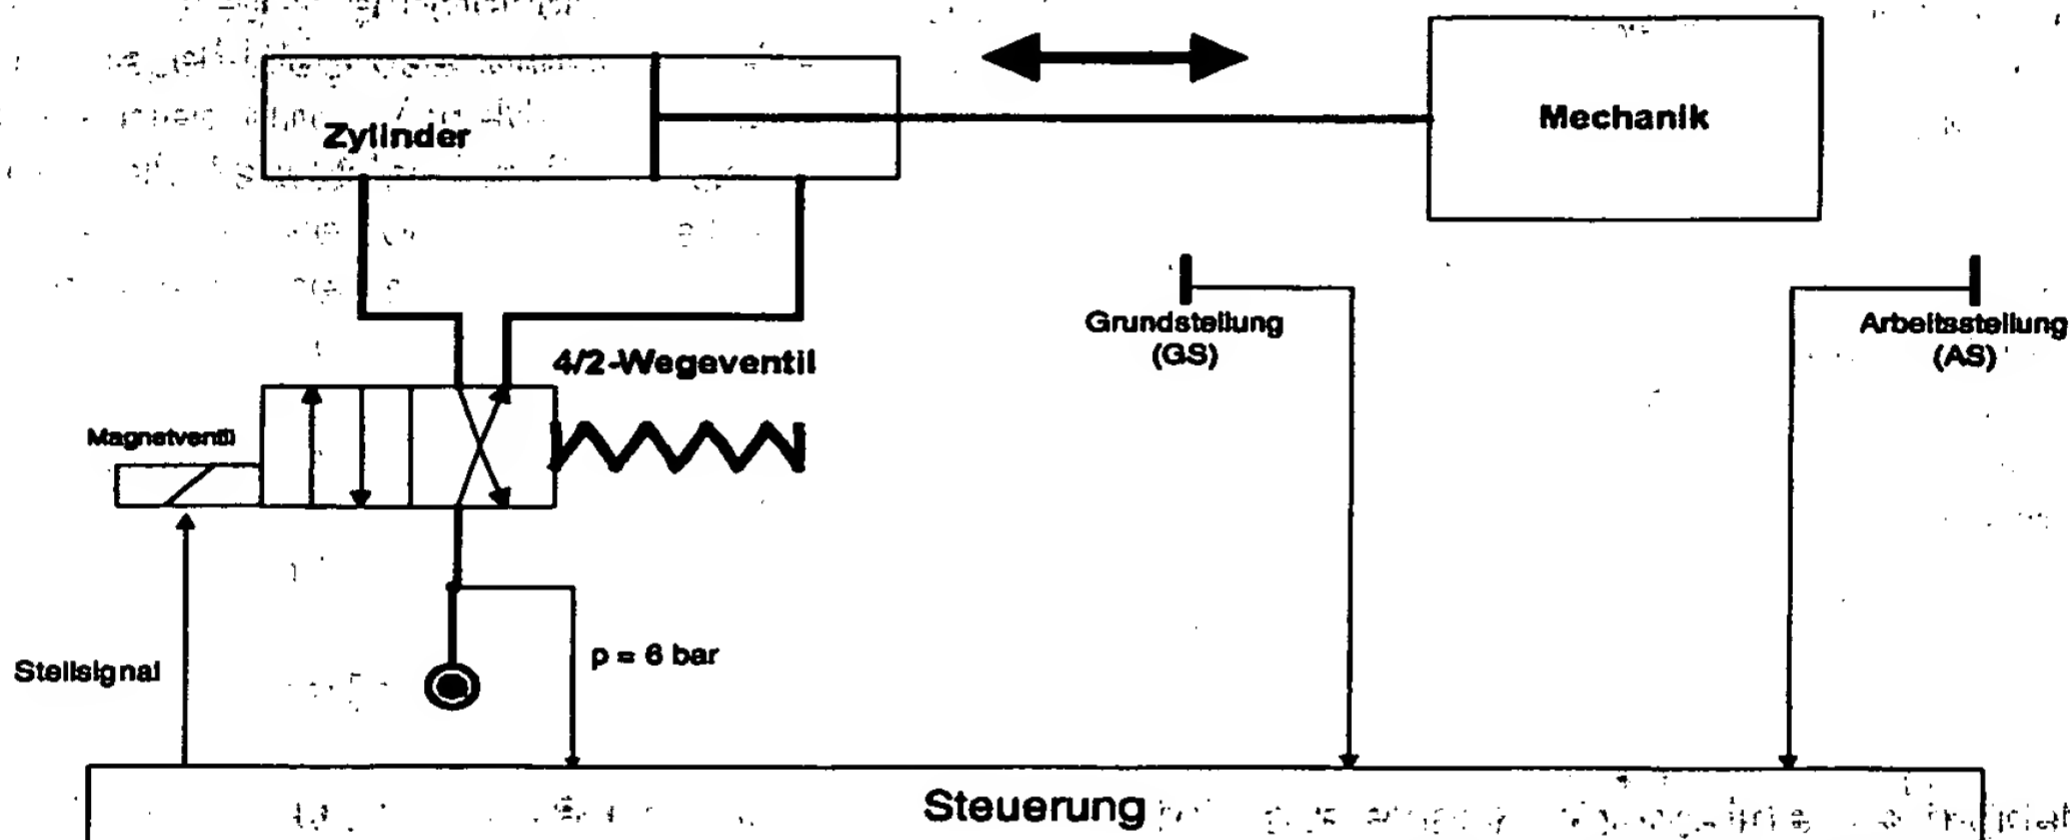 Zylinder
Mechanik
Grundstellung
(GS)
Arbeitsstellung
(AS)
4/2-Wegeventil
Magnetventil
Stellsignal
p = 6 bar
Steuerung